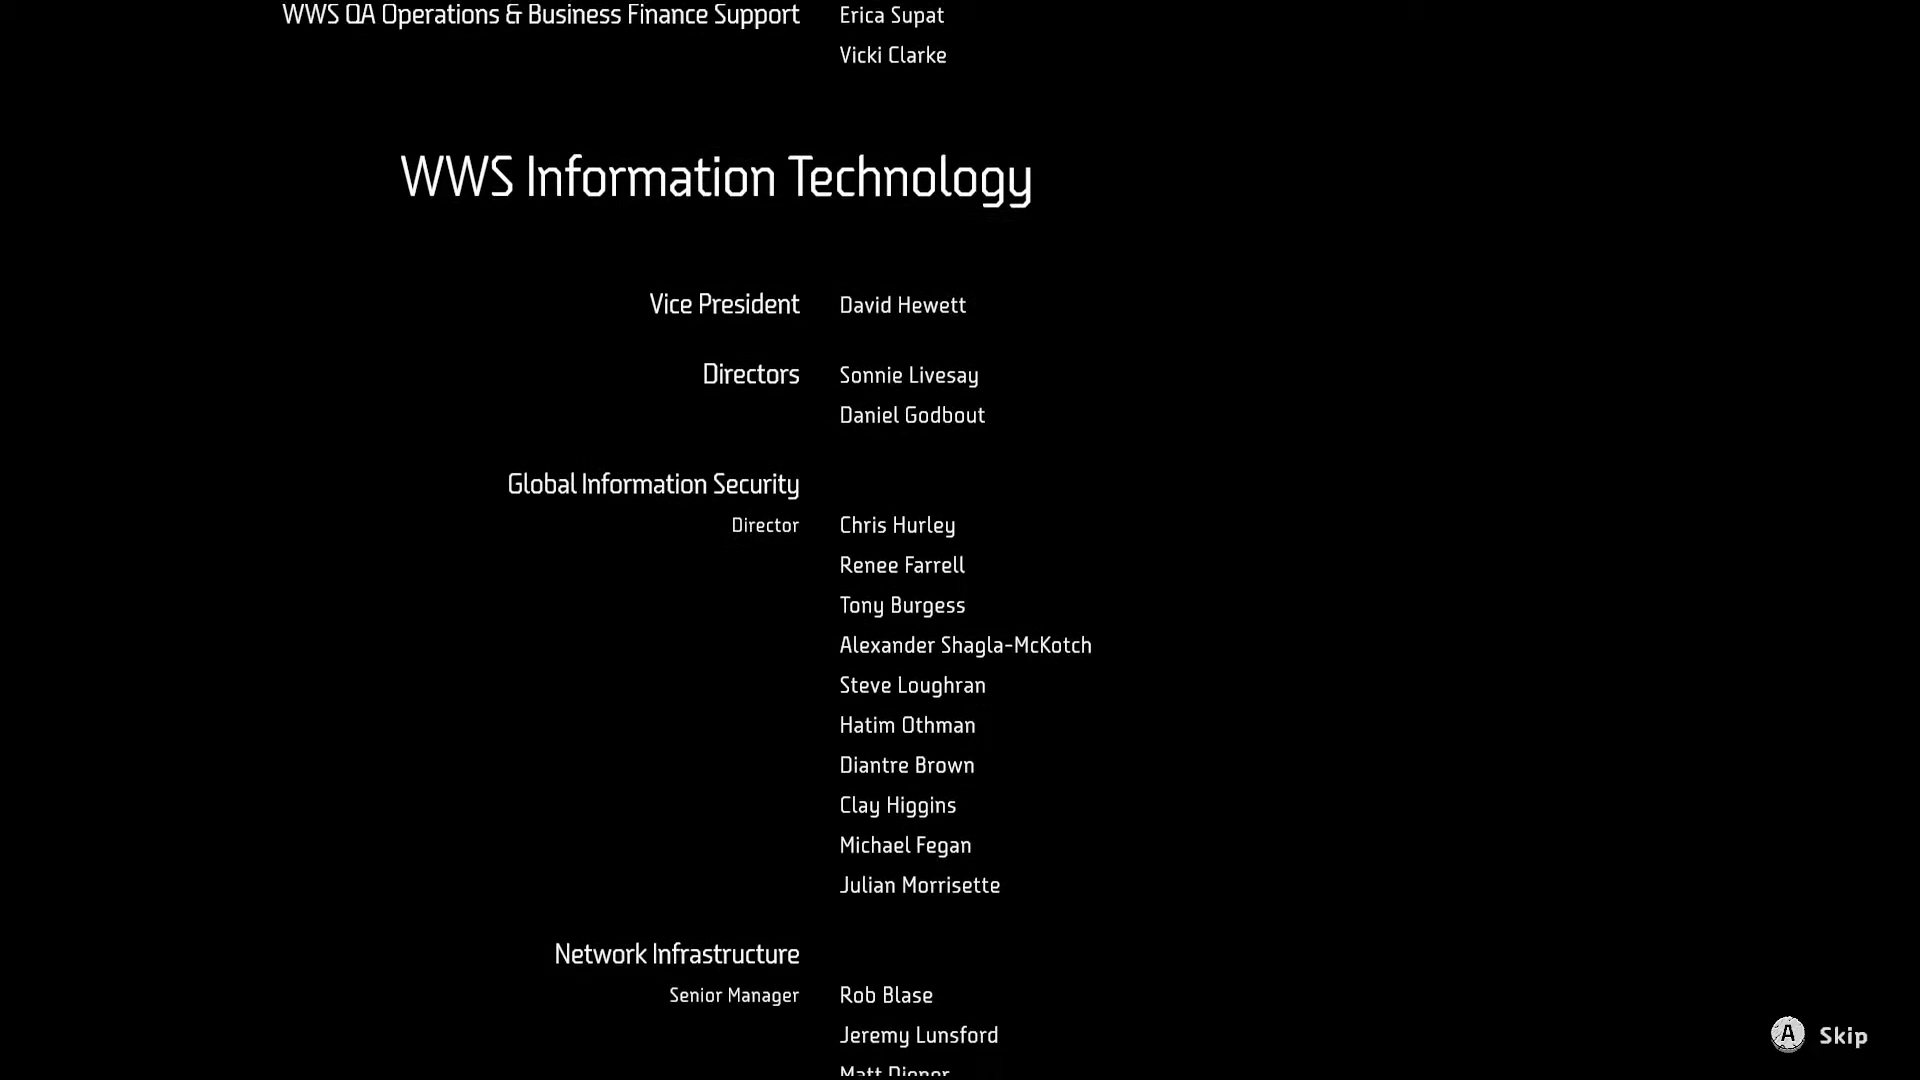 WWS QA Operations & Business Finance Support Erica Supat
Vicki Clarke
WWS Information Technology
Vice President David Hewett
Directors Sonnie Livesay
Daniel Godbout
Global Information Security
Director Chris Hurley
Renee Farrell
Tony Burgess
Alexander Shagla-McKotch
Steve Loughran
Hatim Othman
Diantre Brown
Clay Higgins
Michael Fegan
Julian Morrisette
Network Infrastructure
Senior Manager Rob Blase
Jeremy Lunsford
Matt
A Skip